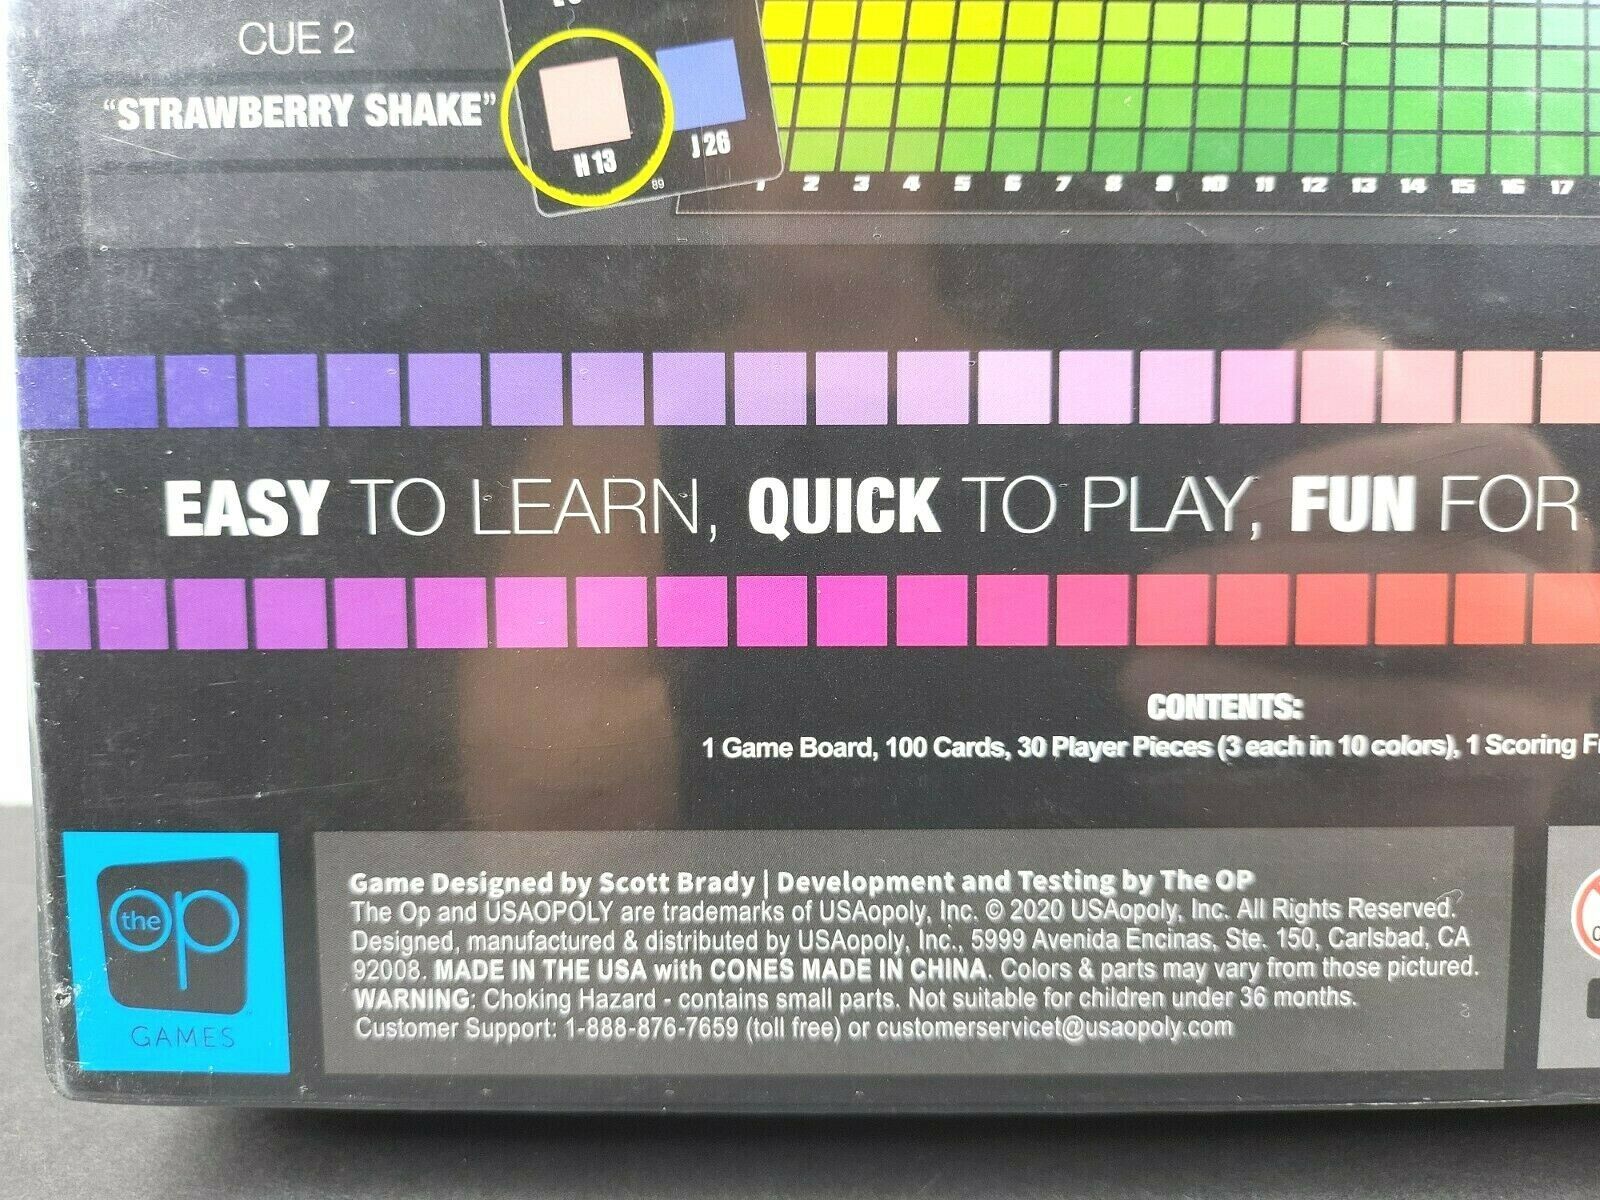 CUE 2
"STRAWBERRY SHAKE"
H 13
J 26
89
1 2 3 4 5 6 7 8 9 10 11 12 13 14 15 16 17
EASY TO LEARN, QUICK TO PLAY, FUN FOR
CONTENTS:
1 Game Board, 100 Cards, 30 Player Pieces (3 each in 10 colors), 1 Scoring
the op
GAMES
Game Designed by Scott Brady | Development and Testing by The OP
The Op and USAOPOLY are trademarks of USAopoly, Inc. © 2020 USAopoly, Inc. All Rights Reserved.
Designed, manufactured & distributed by USAopoly, Inc., 5999 Avenida Encinas, Ste. 150, Carlsbad, CA
92008. MADE IN THE USA with CONES MADE IN CHINA. Colors & parts may vary from those pictured.
WARNING: Choking Hazard - contains small parts. Not suitable for children under 36 months.
Customer Support: 1-888-876-7659 (toll free) or customerservicet@usaopoly.com